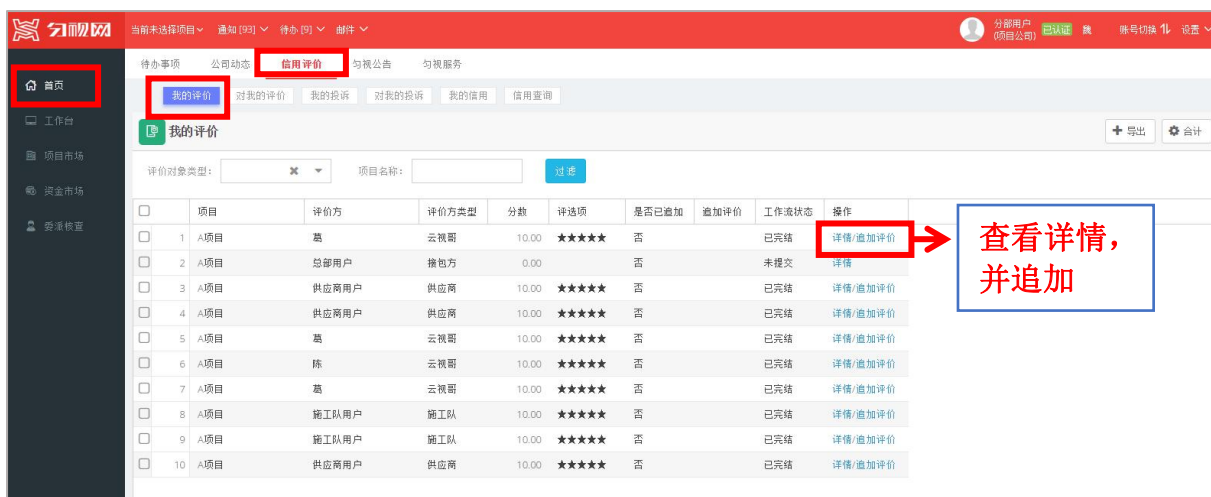 匀视网 当前未选择项目 通知 [93] 待办 [9] 邮件 分部用户 (项目公司) 已认证 魏 账号切换 设置
首页
工作台
项目市场
资金市场
委派核查
待办事项 公司动态 信用评价 匀视公告 匀视服务
我的评价 对我的评价 我的投诉 对我的投诉 我的信用 信用查询
我的评价 导出 合计
评价对象类型: 项目名称: 过滤
项目 评价方 评价方类型 分数 评选项 是否已追加 追加评价 工作流状态 操作
1 A项目 葛 云视哥 10.00 ★★★★★ 否 已完结 详情/追加评价
2 A项目 总部用户 接包方 0.00 否 未提交 详情
3 A项目 供应商用户 供应商 10.00 ★★★★★ 否 已完结 详情/追加评价
4 A项目 供应商用户 供应商 10.00 ★★★★★ 否 已完结 详情/追加评价
5 A项目 葛 云视哥 10.00 ★★★★★ 否 已完结 详情/追加评价
6 A项目 陈 云视哥 10.00 ★★★★★ 否 已完结 详情/追加评价
7 A项目 葛 云视哥 10.00 ★★★★★ 否 已完结 详情/追加评价
8 A项目 施工队用户 施工队 10.00 ★★★★★ 否 已完结 详情/追加评价
9 A项目 施工队用户 施工队 10.00 ★★★★★ 否 已完结 详情/追加评价
10 A项目 供应商用户 供应商 10.00 ★★★★★ 否 已完结 详情/追加评价
查看详情，
并追加